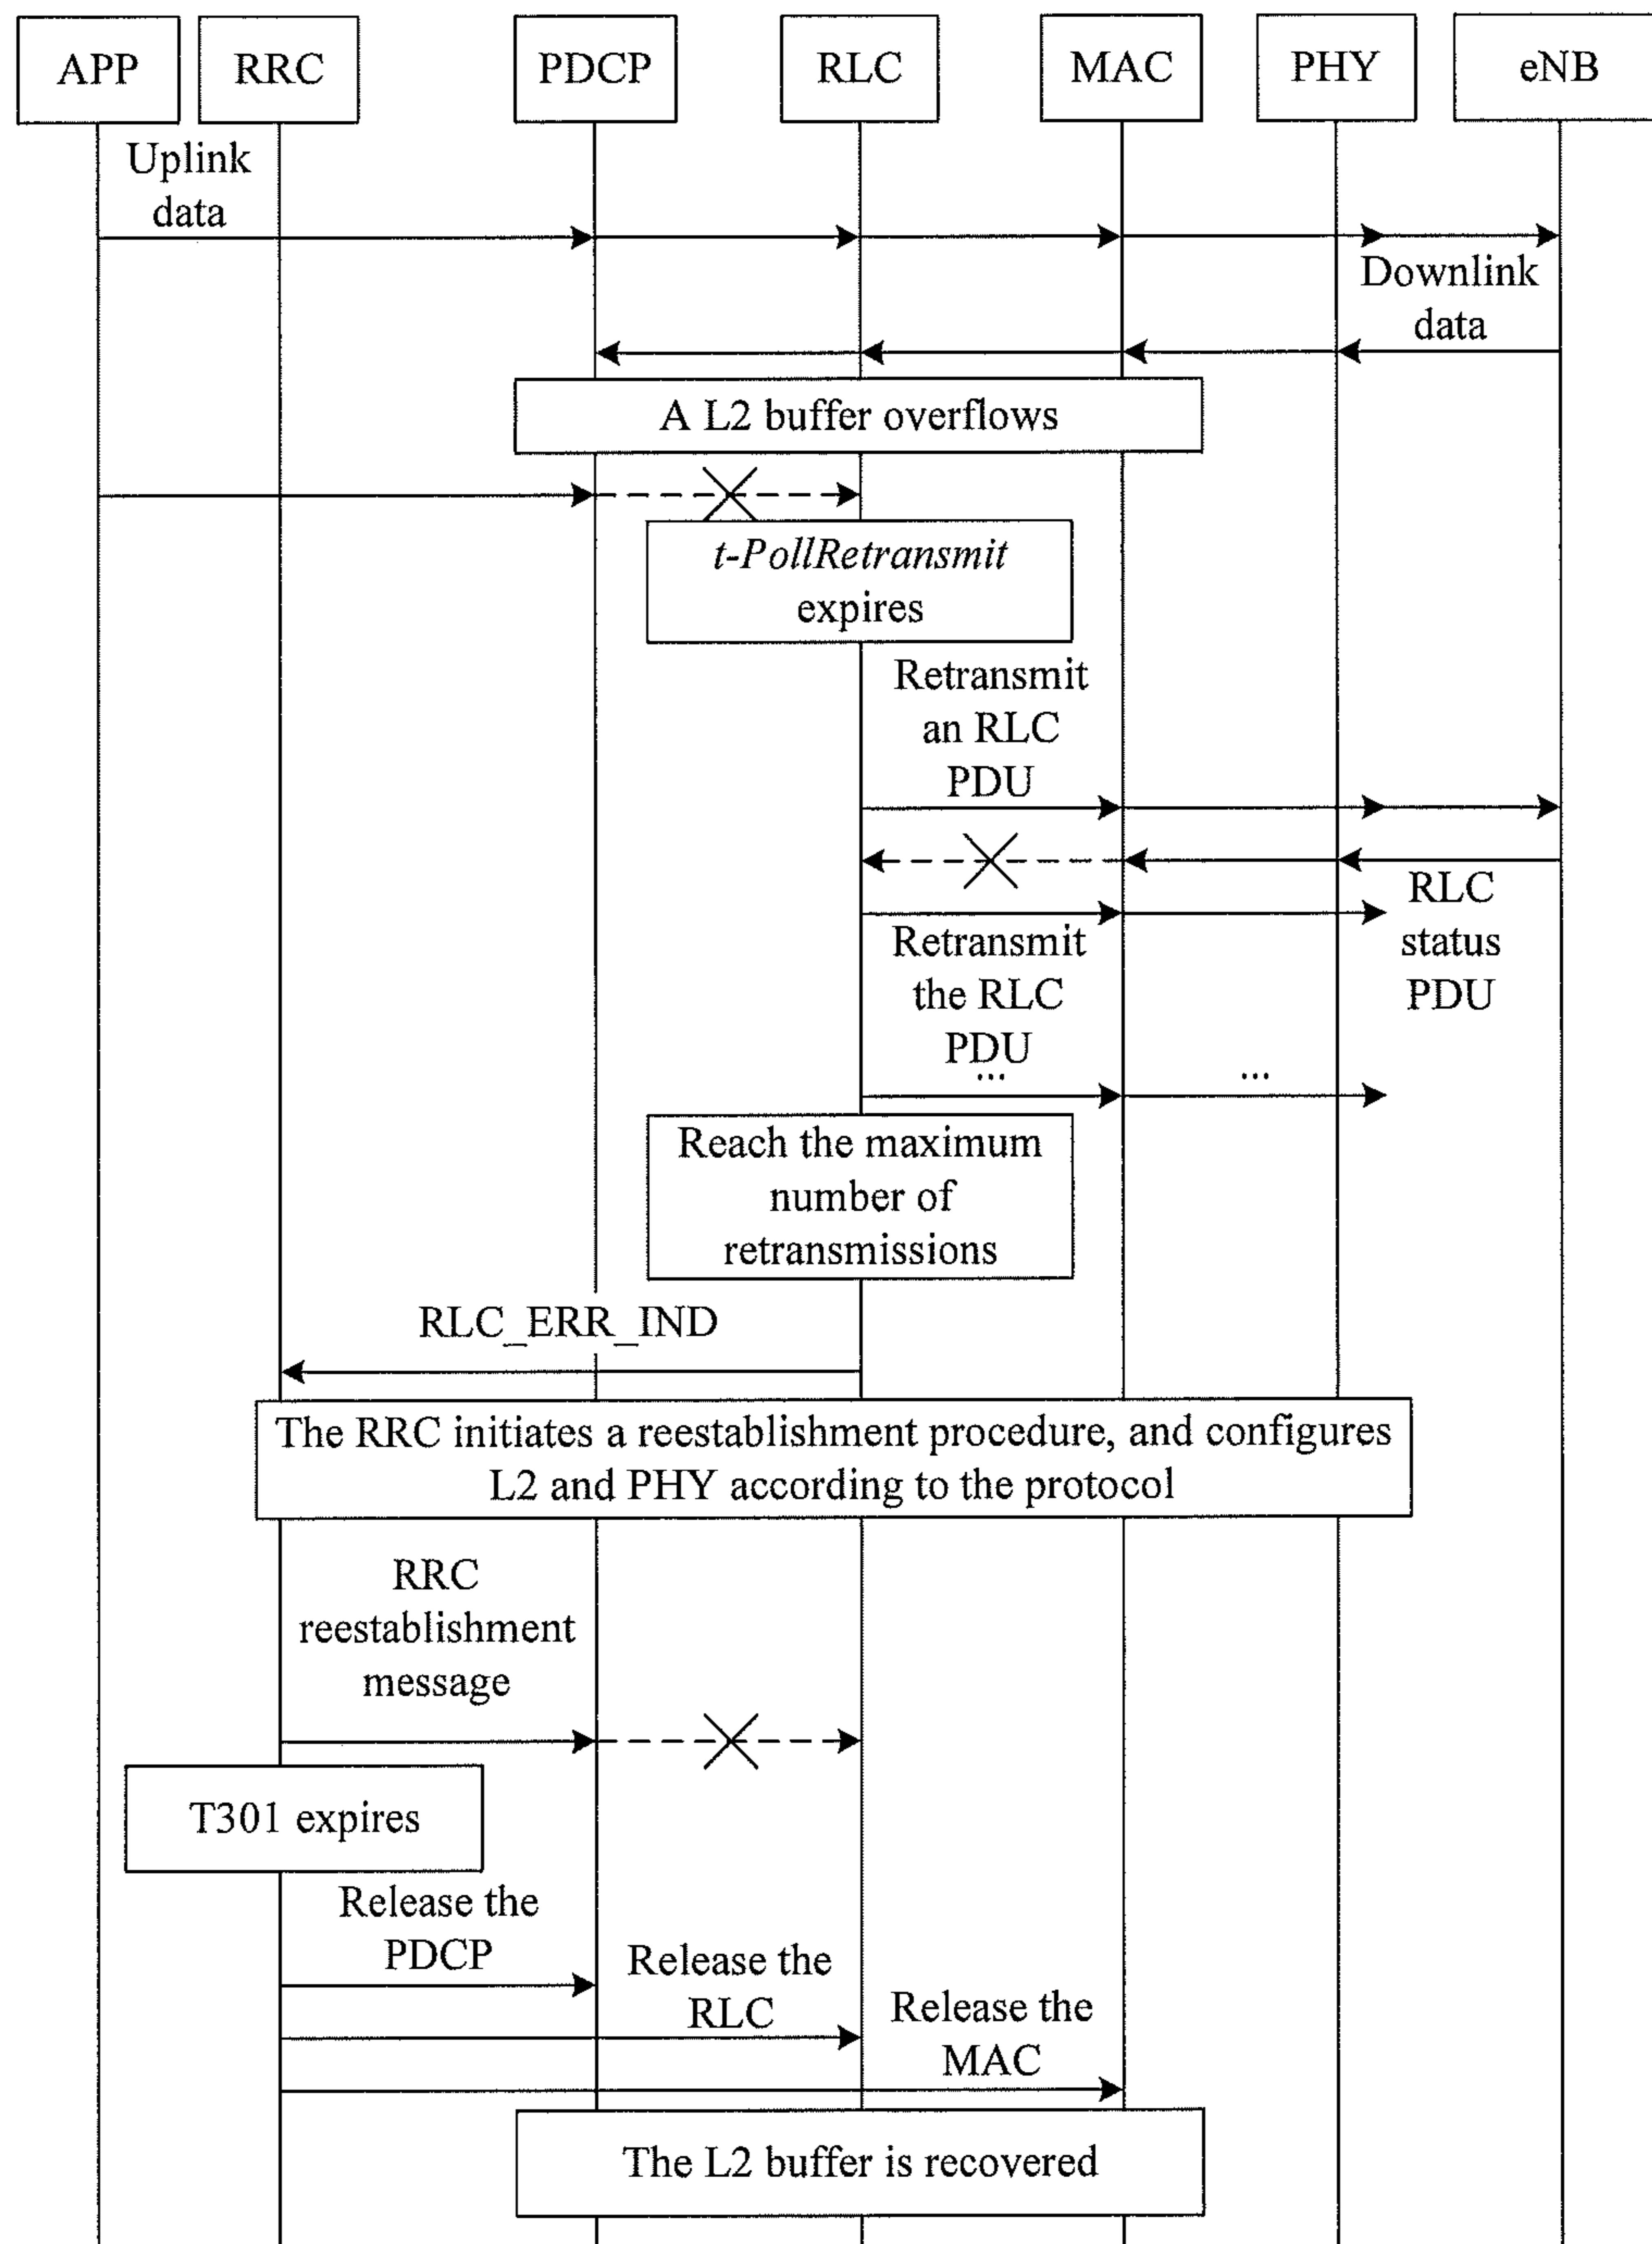 APP RRC PDCP RLC MAC PHY eNB
Uplink
data
Downlink
data
A L2 buffer overflows
t-PollRetransmit
expires
Retransmit
an RLC
PDU
RLC
status
PDU
Retransmit
the RLC
PDU
... ...
Reach the maximum
number of
retransmissions
RLC_ERR_IND
The RRC initiates a reestablishment procedure, and configures
L2 and PHY according to the protocol
RRC
reestablishment
message
T301 expires
Release the
PDCP
Release the
RLC
Release the
MAC
The L2 buffer is recovered